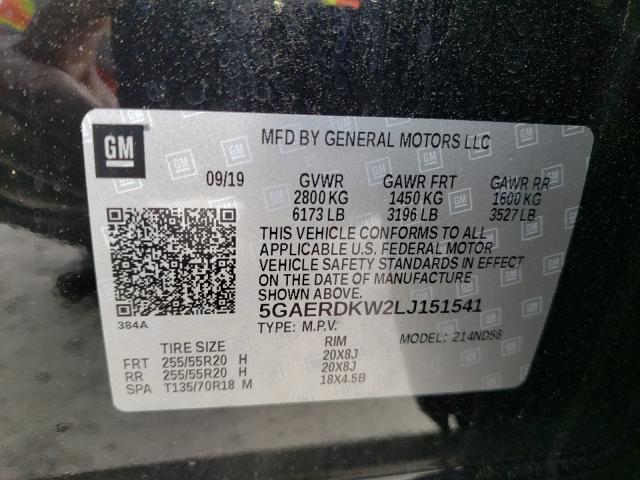 GM
MFD BY GENERAL MOTORS LLC
09/19 GVWR GAWR FRT GAWR RR
2800 KG 1450 KG 1600 KG
6173 LB 3196 LB 3527 LB
THIS VEHICLE CONFORMS TO ALL
APPLICABLE U.S. FEDERAL MOTOR
VEHICLE SAFETY STANDARDS IN EFFECT
ON THE DATE OF MANUFACTURE
SHOWN ABOVE.
384A
5GAERDKW2LJ151541
TYPE: M.P.V. MODEL: 214ND56
TIRE SIZE RIM
FRT 255/55R20 H 20X8J
RR 255/55R20 H 20X8J
SPA T135/70R18 M 18X4.5B